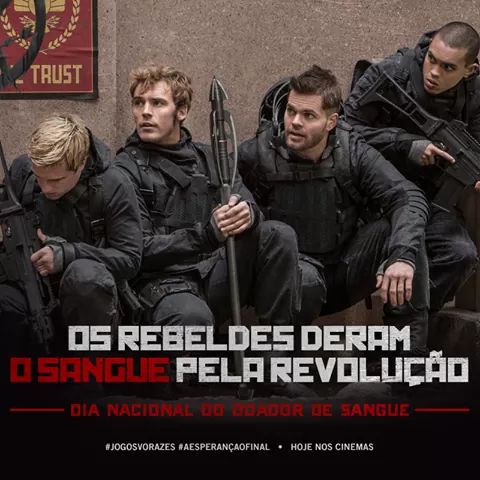 TRUST
OS REBELDES DERAM
O SANGUE PELA REVOLUÇÃO
DIA NACIONAL DO DOADOR DE SANGUE
#JOGOSVORAZES #AESPERANÇAOFINAL • HOJE NOS CINEMAS